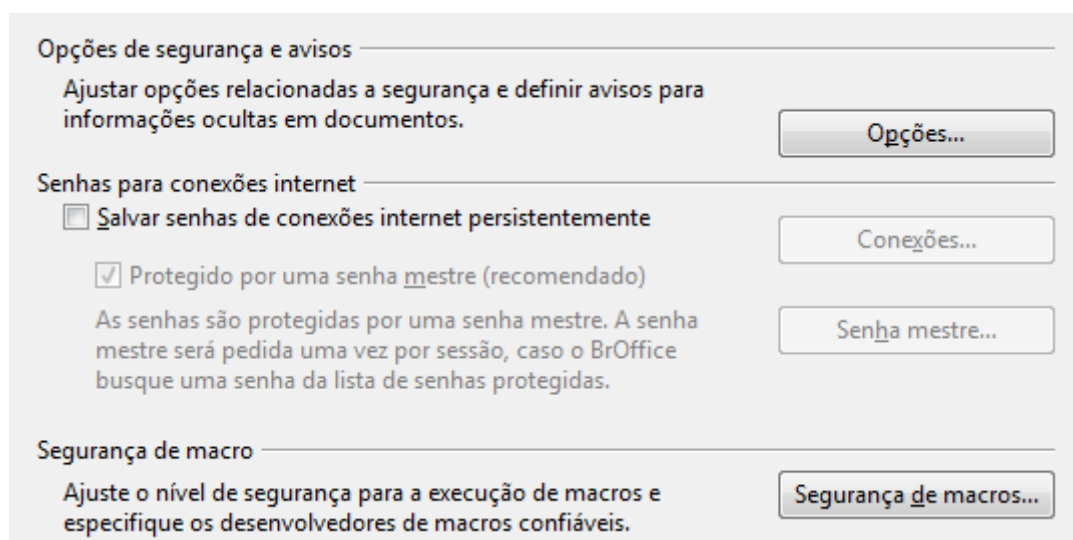 Opções de segurança e avisos
Ajustar opções relacionadas a segurança e definir avisos para
informações ocultas em documentos.
Opções...
Senhas para conexões internet
Salvar senhas de conexões internet persistentemente
Conexões...
Protegido por uma senha mestre (recomendado)
As senhas são protegidas por uma senha mestre. A senha
mestre será pedida uma vez por sessão, caso o BrOffice
busque uma senha da lista de senhas protegidas.
Senha mestre...
Segurança de macro
Ajuste o nível de segurança para a execução de macros e
especifique os desenvolvedores de macros confiáveis.
Segurança de macros...